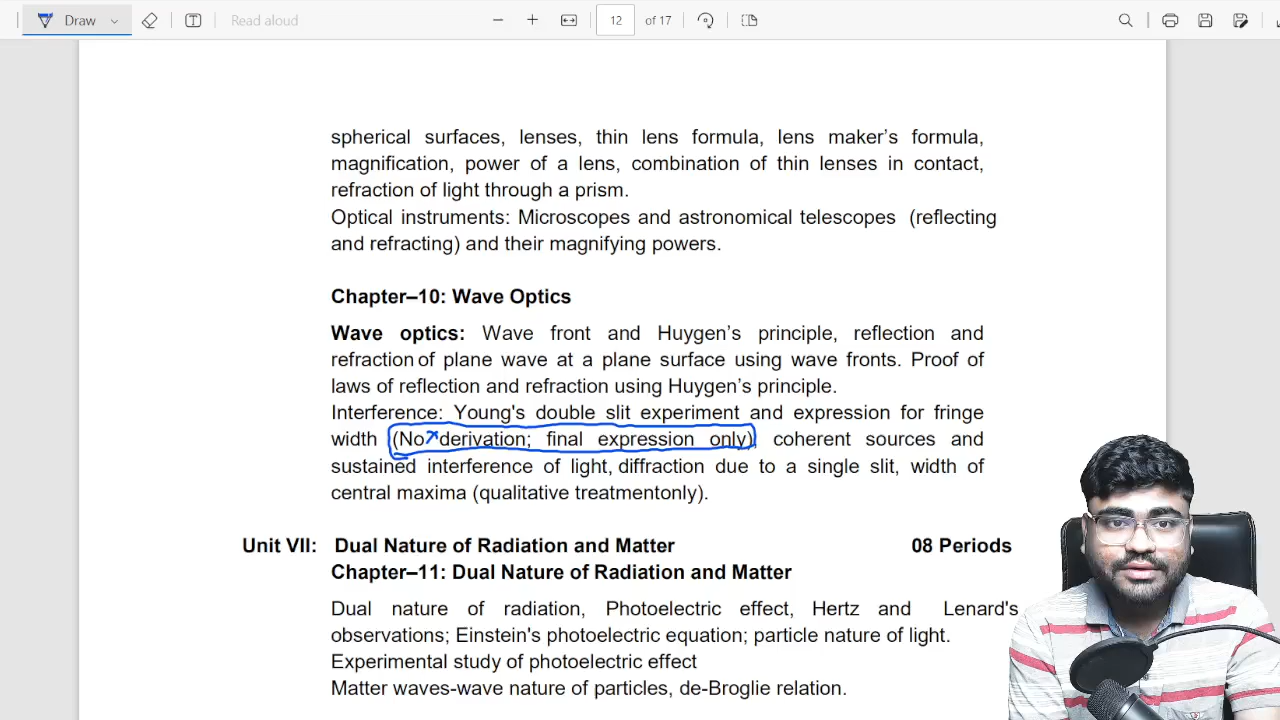 Draw
Read aloud
12 of 17
spherical surfaces, lenses, thin lens formula, lens maker's formula,
magnification, power of a lens, combination of thin lenses in contact,
refraction of light through a prism.
Optical instruments: Microscopes and astronomical telescopes (reflecting
and refracting) and their magnifying powers.
Chapter–10: Wave Optics
Wave optics: Wave front and Huygen's principle, reflection and
refraction of plane wave at a plane surface using wave fronts. Proof of
laws of reflection and refraction using Huygen's principle.
Interference: Young's double slit experiment and expression for fringe
width (No derivation; final expression only), coherent sources and
sustained interference of light, diffraction due to a single slit, width of
central maxima (qualitative treatmentonly).
Unit VII: Dual Nature of Radiation and Matter 08 Periods
Chapter–11: Dual Nature of Radiation and Matter
Dual nature of radiation, Photoelectric effect, Hertz and Lenard's
observations; Einstein's photoelectric equation; particle nature of light.
Experimental study of photoelectric effect
Matter waves-wave nature of particles, de-Broglie relation.